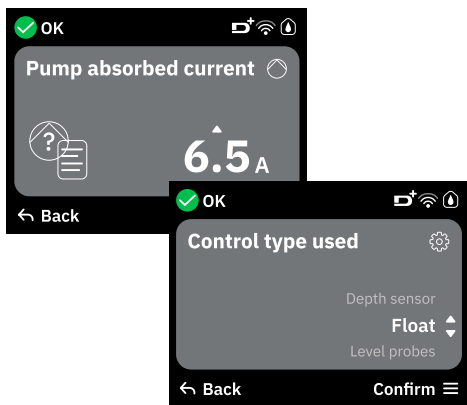 OK
Pump absorbed current
?
6.5 A
Back
OK
Control type used
Depth sensor
Float
Level probes
Back
Confirm